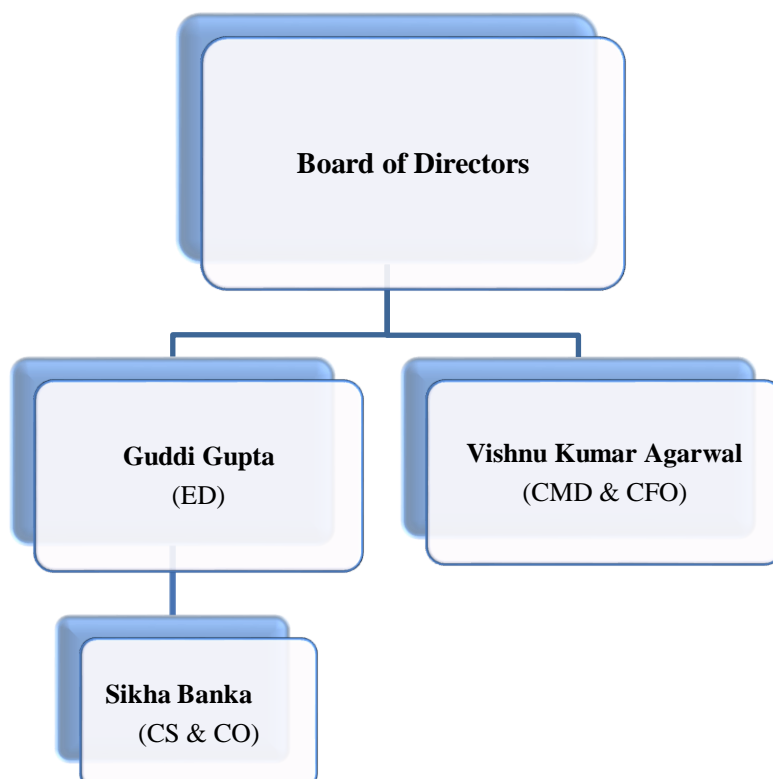 Board of Directors
Guddi Gupta
(ED)
Vishnu Kumar Agarwal
(CMD & CFO)
Sikha Banka
(CS & CO)